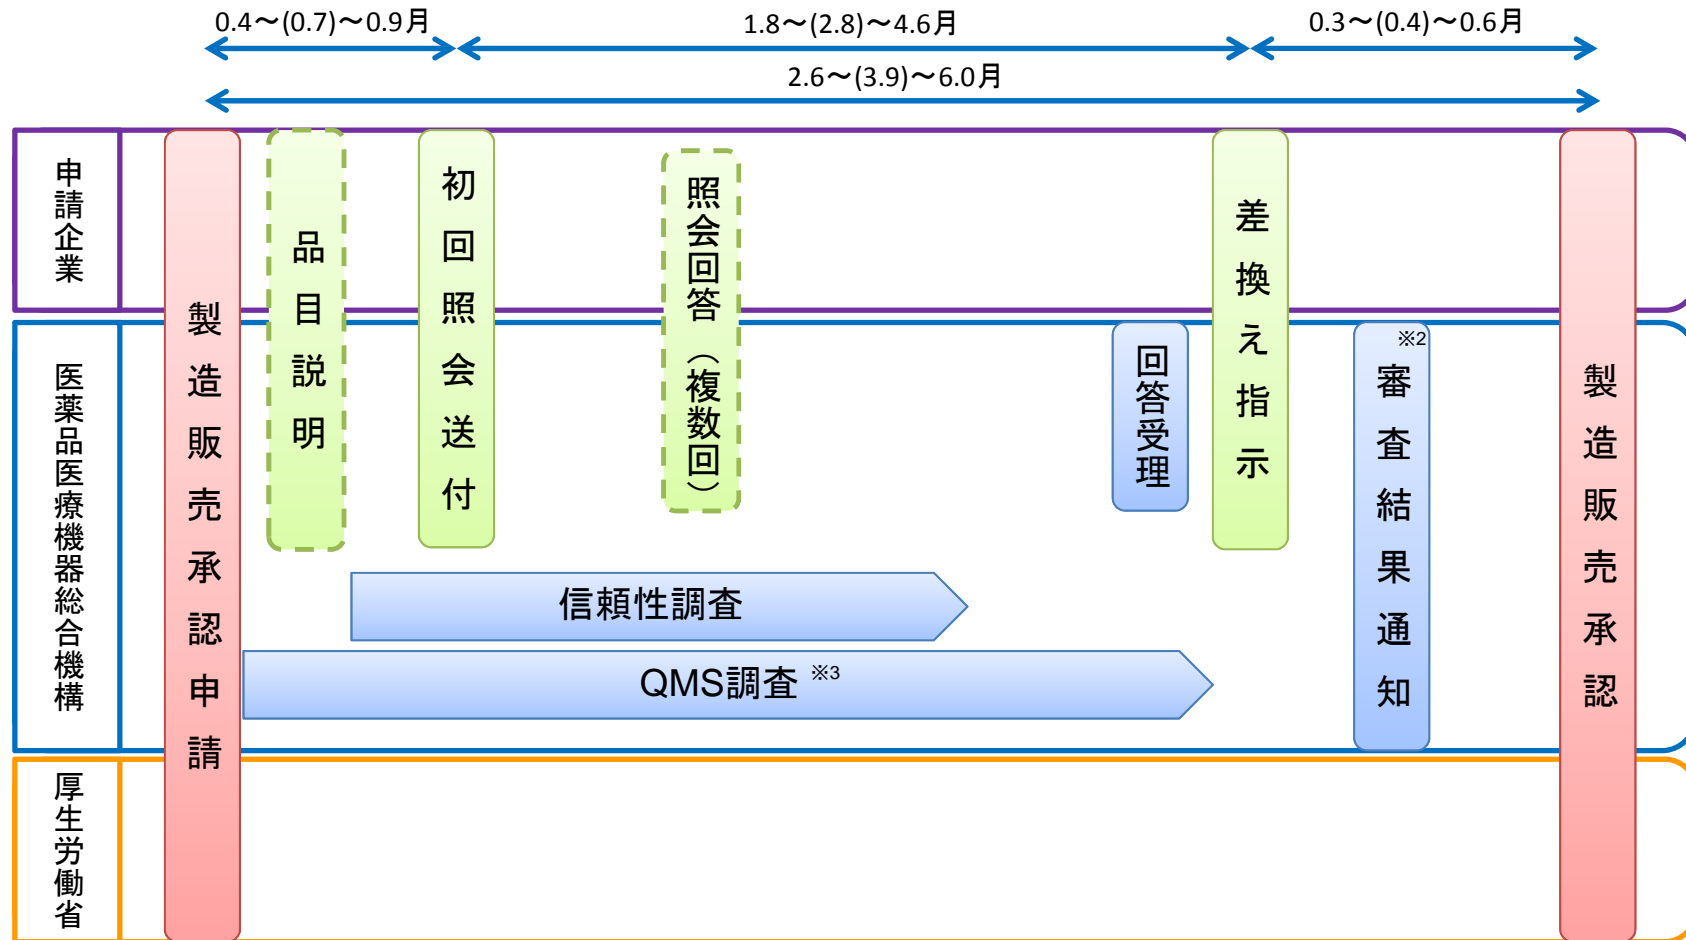 0.4～(0.7)～0.9月
1.8～(2.8)～4.6月
0.3～(0.4)～0.6月
2.6～(3.9)～6.0月
申請企業
医薬品医療機器総合機構
厚生労働省
製造販売承認申請
品目説明
初回照会送付
照会回答（複数回）
回答受理
差換え指示
※2
審査結果通知
製造販売承認
信頼性調査
QMS調査 ※3